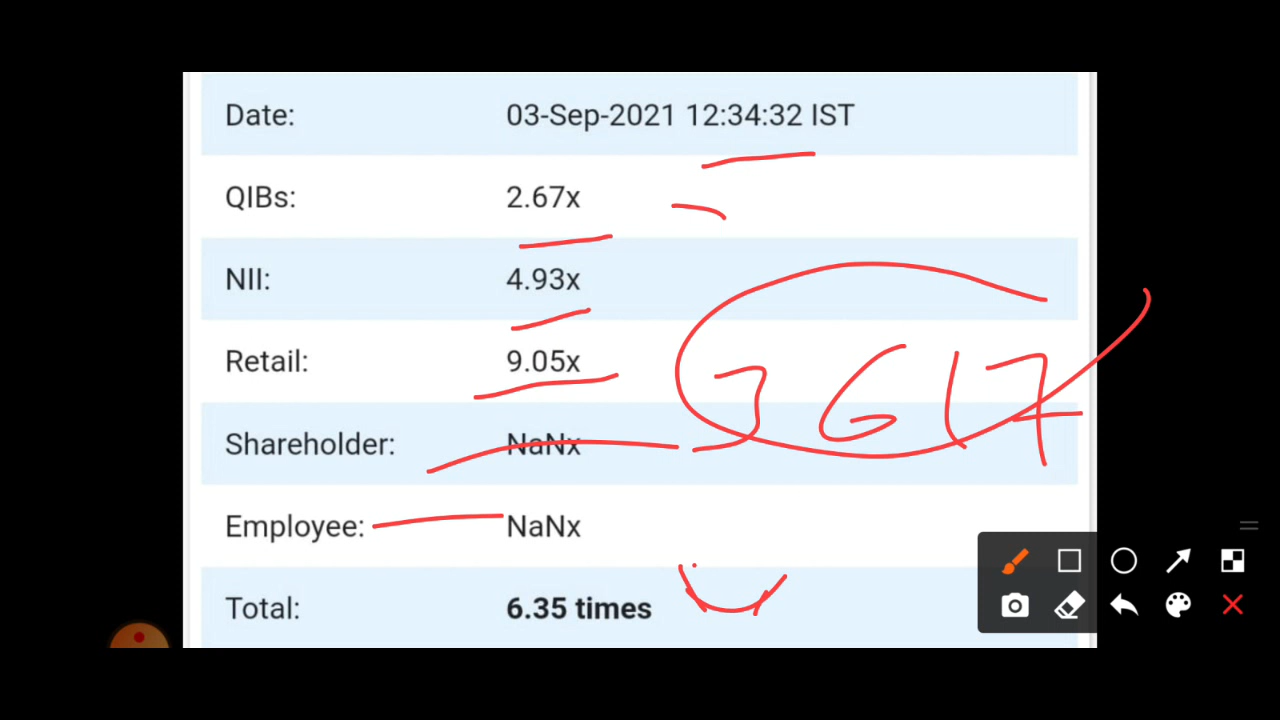 Date: 03-Sep-2021 12:34:32 IST
QIBs: 2.67x
NII: 4.93x
Retail: 9.05x
3617
Shareholder: NaNx
Employee: NaNx
Total: 6.35 times